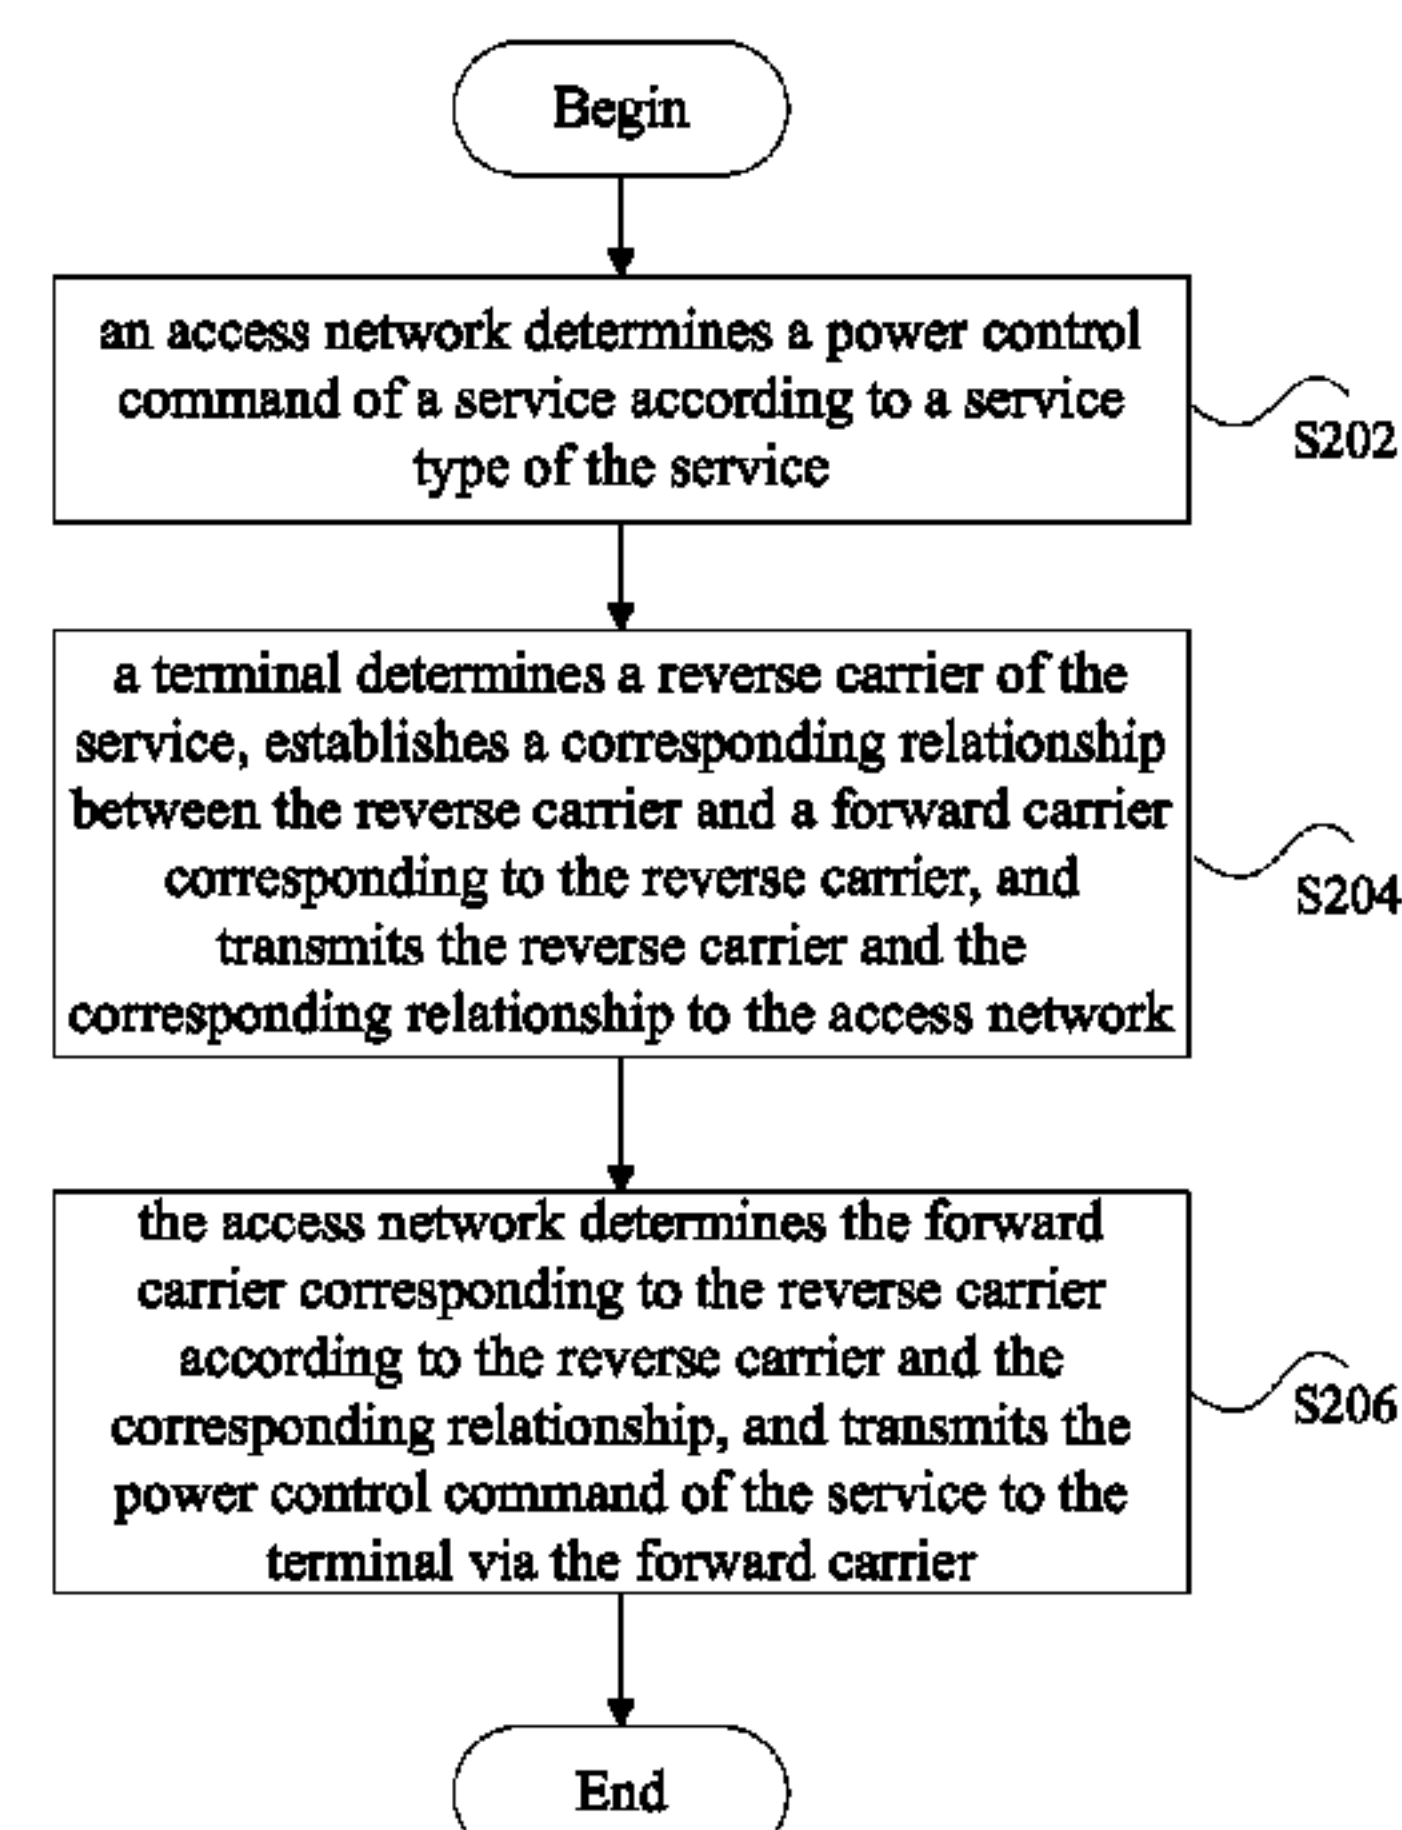 Begin
an access network determines a power control
command of a service according to a service
type of the service
S202
a terminal determines a reverse carrier of the
service, establishes a corresponding relationship
between the reverse carrier and a forward carrier
corresponding to the reverse carrier, and
transmits the reverse carrier and the
corresponding relationship to the access network
S204
the access network determines the forward
carrier corresponding to the reverse carrier
according to the reverse carrier and the
corresponding relationship, and transmits the
power control command of the service to the
terminal via the forward carrier
S206
End